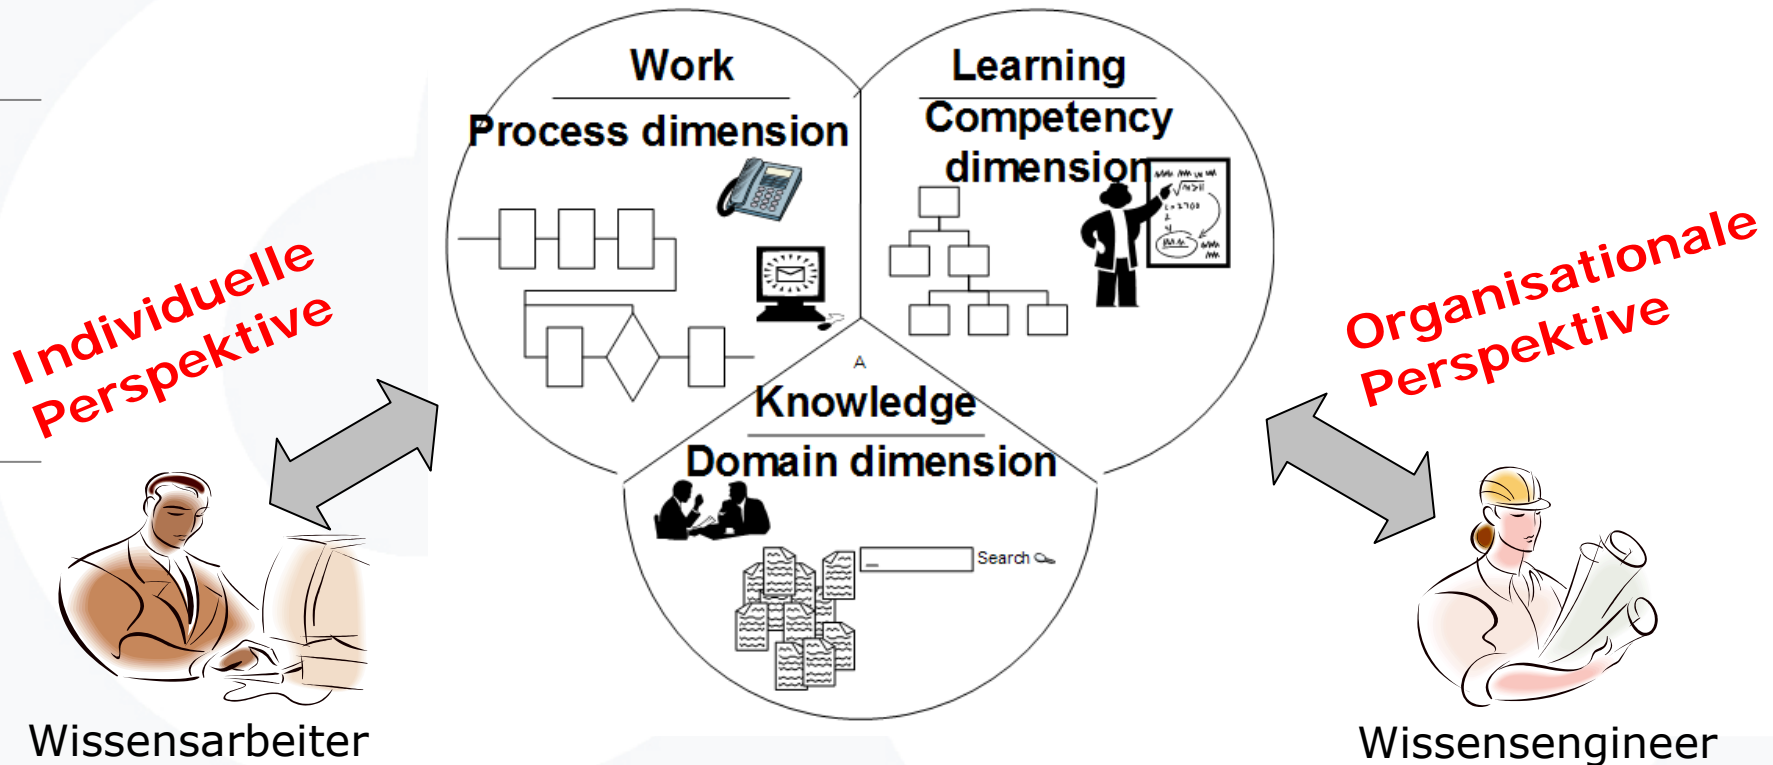 Work
Process dimension
Learning
Competency
dimension
Individuelle
Perspektive
Organisationale
Perspektive
A
Knowledge
Domain dimension
Search
Wissensarbeiter
Wissensengineer